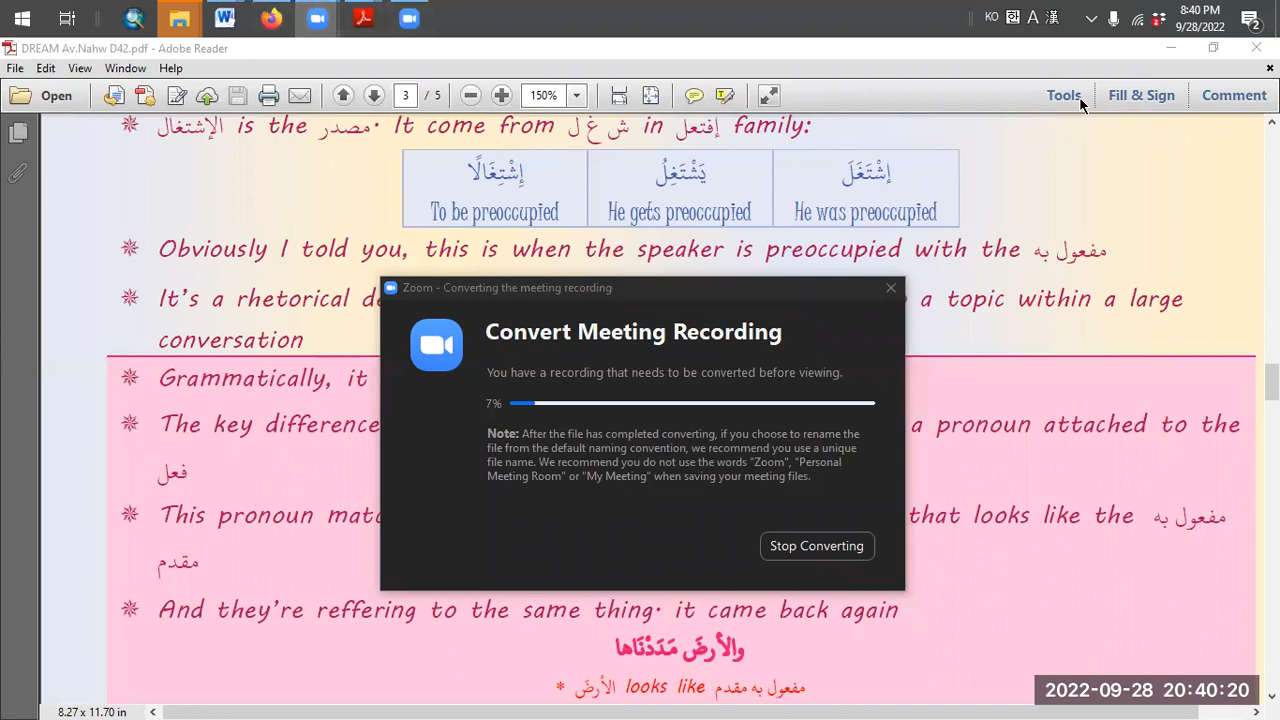 KO 囧 A 漢
8:40 PM
9/28/2022
2
DREAM Av.Nahw D42.pdf - Adobe Reader
File Edit View Window Help
Open 3 / 5 150% Tools Fill & Sign Comment
الإشتغال is the مصدر. It come from ش غ ل in إفتعل family:
إِشْتِغَالًا يَشْتَغِلُ إشْتَغَلَ
To be preoccupied He gets preoccupied He was preoccupied
Obviously I told you, this is when the speaker is preoccupied with the مفعول به
It's a rhetorical de a topic within a large
conversation
Zoom - Converting the meeting recording
Convert Meeting Recording
You have a recording that needs to be converted before viewing.
7%
Note: After the file has completed converting, if you choose to rename the
file from the default naming convention, we recommend you use a unique
file name. We recommend you do not use the words "Zoom", "Personal
Meeting Room" or "My Meeting" when saving your meeting files.
Stop Converting
Grammatically, it
The key difference a pronoun attached to the
فعل
This pronoun mat that looks like the مفعول به
مقدم
And they're reffering to the same thing. it came back again
والأرضَ مَدَدْنَاها
* الأرضَ looks like مفعول به مقدم
2022-09-28 20:40:20
8.27 x 11.70 in